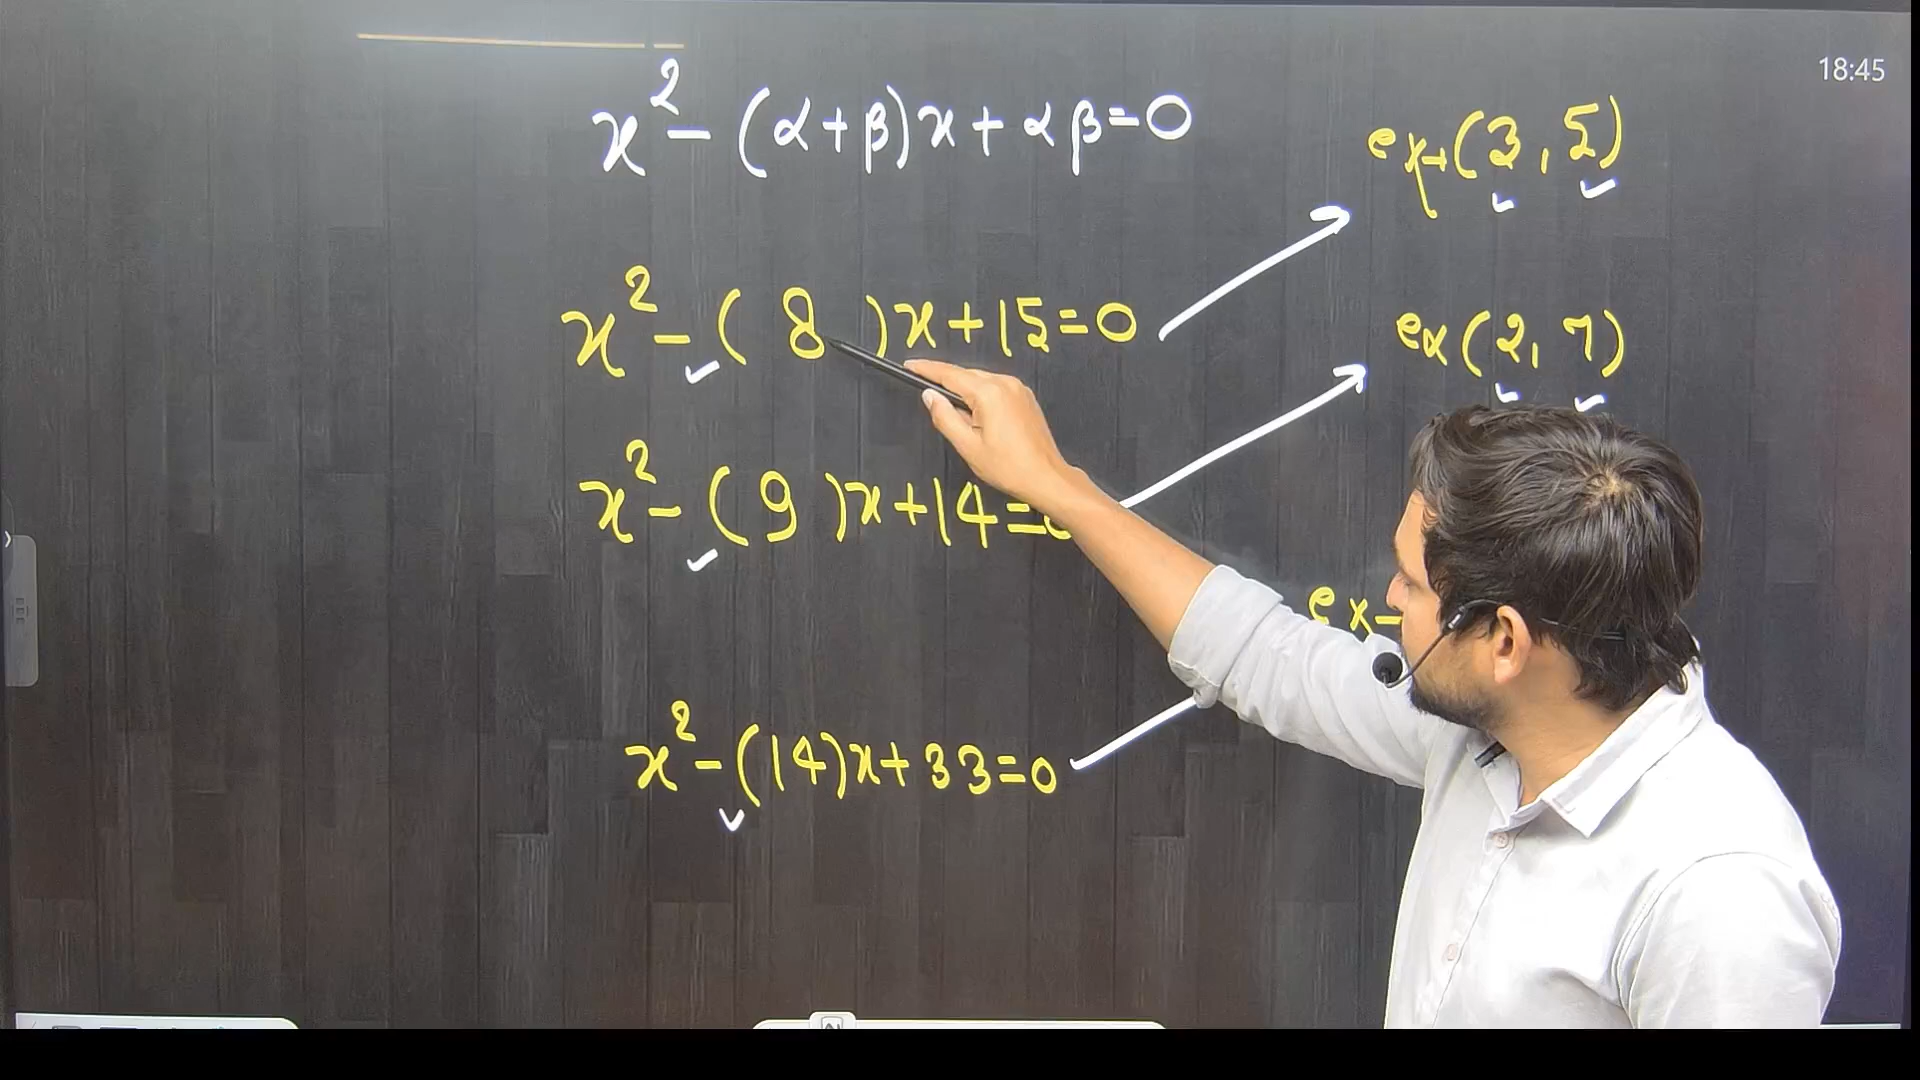 18:45
x² - (α+β)x + αβ = 0
ex→(3, 5)
x² - ( 8 )x + 15 = 0
ex (2, 7)
x² - ( 9 )x + 14 = 0
ex-
x² - (14)x + 33 = 0